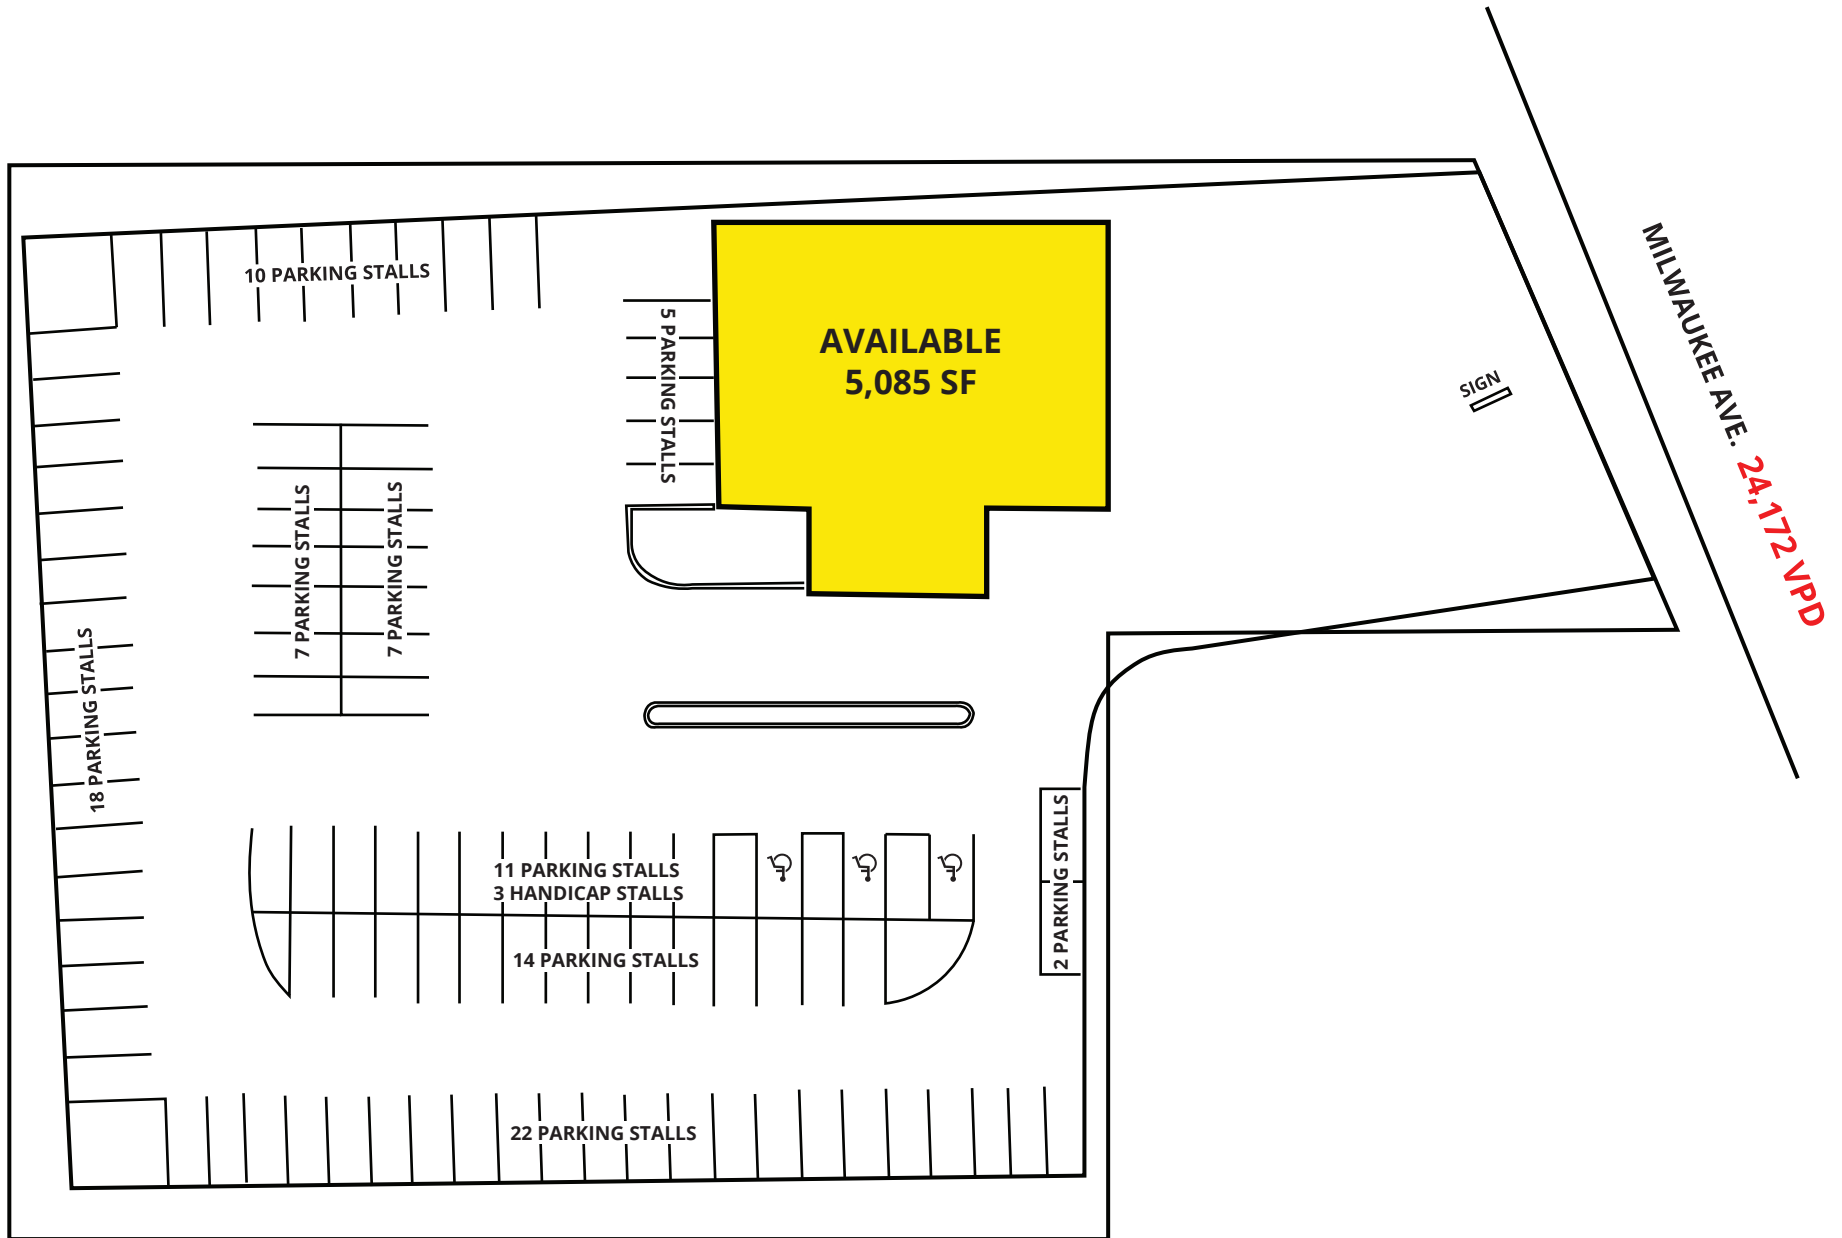 MILWAUKEE AVE. 24,172 VPD
10 PARKING STALLS
5 PARKING STALLS
AVAILABLE
5,085 SF
SIGN
7 PARKING STALLS
7 PARKING STALLS
18 PARKING STALLS
11 PARKING STALLS
3 HANDICAP STALLS
14 PARKING STALLS
2 PARKING STALLS
22 PARKING STALLS